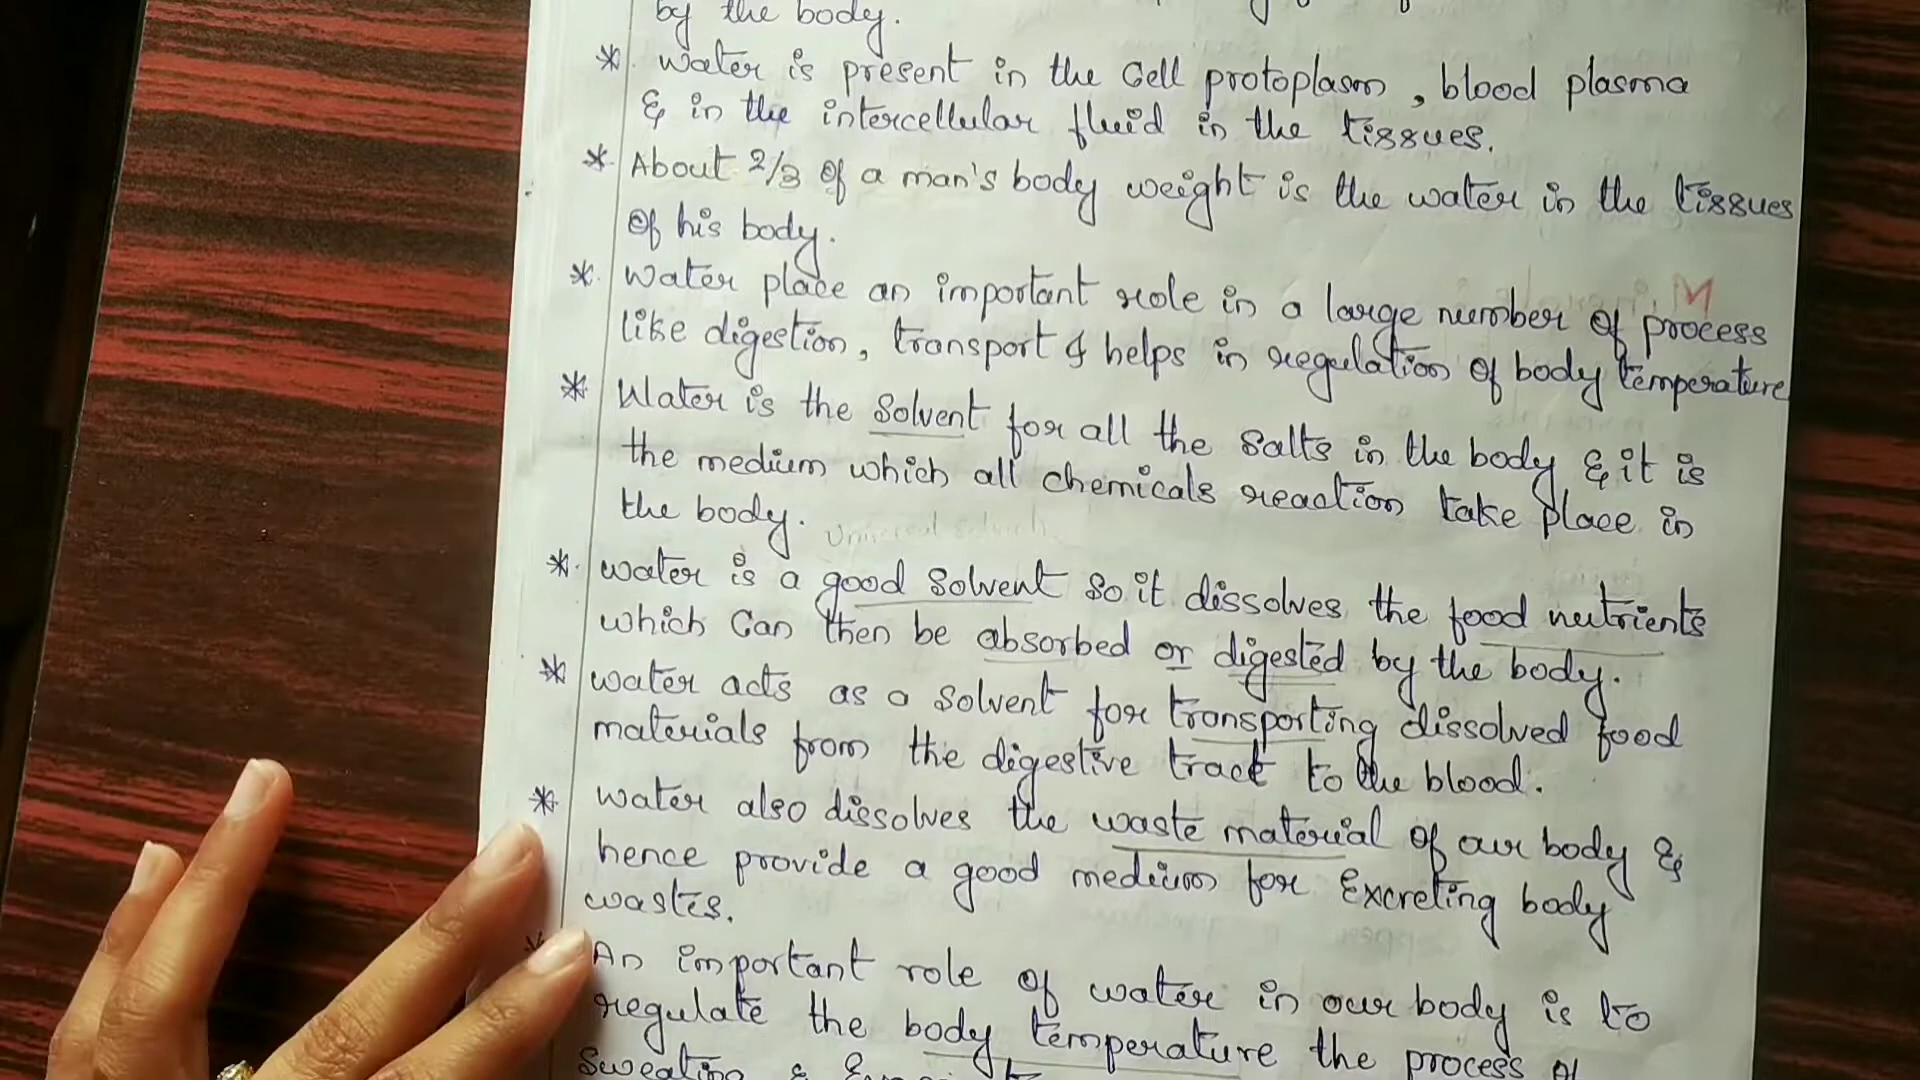 by the body.
* Water is present in the Cell protoplasm, blood plasma
& in the intercellular fluid in the tissues.
* About 2/3 of a man's body weight is the water in the tissues
of his body.
* Water place an important role in a large number of process
like digestion, transport & helps in regulation of body temperature
* Water is the Solvent for all the Salts in the body & it is
the medium which all chemicals reaction take place in
the body.
* water is a good Solvent So it dissolves the food nutrients
which Can then be absorbed or digested by the body.
* water acts as a Solvent for transporting dissolved food
materials from the digestive tract to the blood.
* water also dissolves the waste material of our body &
hence provide a good medium for Excreting body
wastes.
An important role of water in our body is to
regulate the body temperature the process of
Sweating &